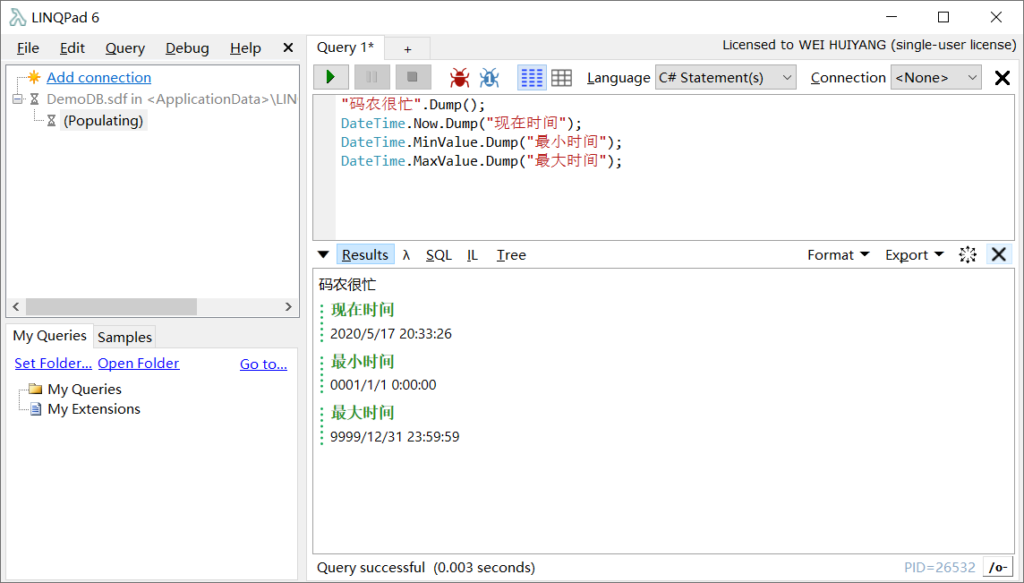 LINQPad 6
File Edit Query Debug Help
Add connection
DemoDB.sdf in <ApplicationData>\LIN
(Populating)
My Queries Samples
Set Folder... Open Folder Go to...
My Queries
My Extensions
Query 1* +
Licensed to WEI HUIYANG (single-user license)
Language C# Statement(s) Connection <None>
"码农很忙".Dump();
DateTime.Now.Dump("现在时间");
DateTime.MinValue.Dump("最小时间");
DateTime.MaxValue.Dump("最大时间");
Results λ SQL IL Tree Format Export
码农很忙
现在时间
2020/5/17 20:33:26
最小时间
0001/1/1 0:00:00
最大时间
9999/12/31 23:59:59
Query successful (0.003 seconds) PID=26532 /o-